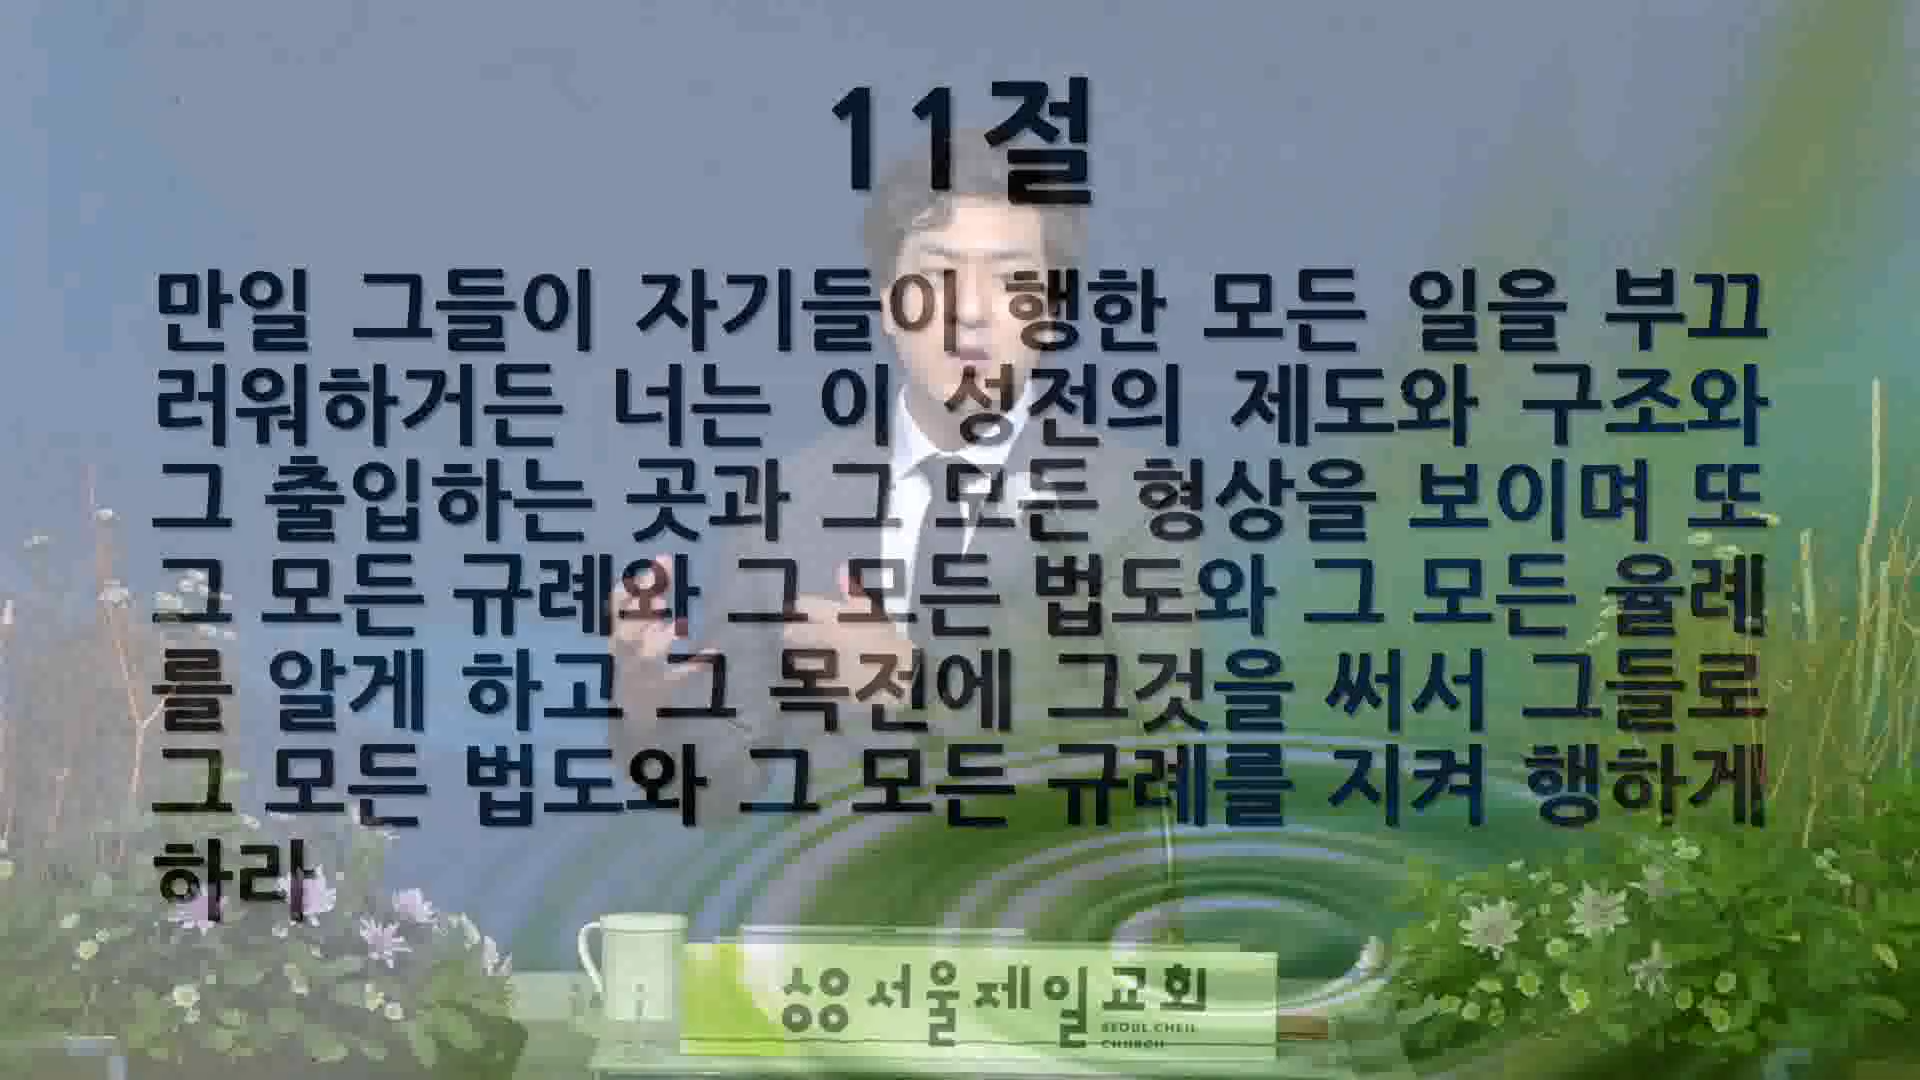 11절
만일 그들이 자기들이 행한 모든 일을 부끄
러워하거든 너는 이 성전의 제도와 구조와
그 출입하는 곳과 그 모든 형상을 보이며 또
그 모든 규례와 그 모든 법도와 그 모든 율례
를 알게 하고 그 목전에 그것을 써서 그들로
그 모든 법도와 그 모든 규례를 지켜 행하게
하라
서울제일교회
SEOUL CHEIL
CHURCH